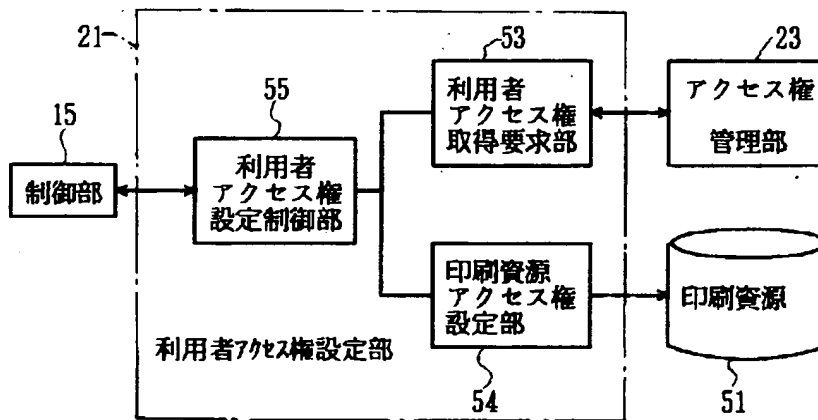 21
53
23
利用者
アクセス権
取得要求部
アクセス権
管理部
55
15
制御部
利用者
アクセス権
設定制御部
印刷資源
アクセス権
設定部
印刷資源
利用者アクセス権設定部
54
51